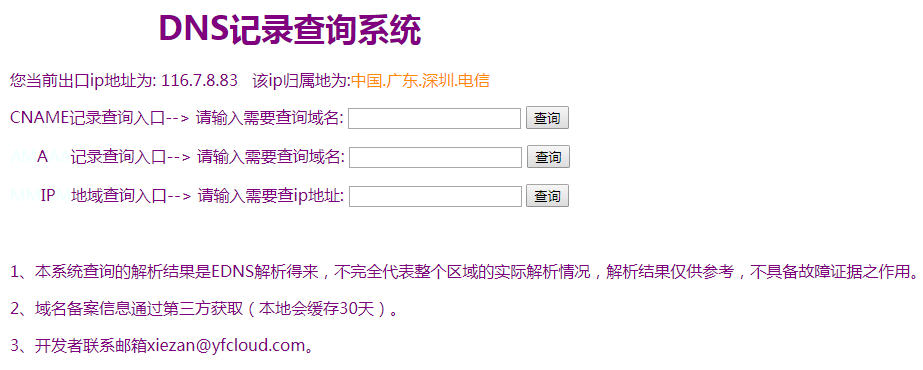 DNS记录查询系统
您当前出口ip地址为: 116.7.8.83 该ip归属地为:中国.广东.深圳.电信
CNAME记录查询入口--> 请输入需要查询域名: 查询
A 记录查询入口--> 请输入需要查询域名: 查询
IP 地域查询入口--> 请输入需要查ip地址: 查询
1、本系统查询的解析结果是EDNS解析得来，不完全代表整个区域的实际解析情况，解析结果仅供参考，不具备故障证据之作用。
2、域名备案信息通过第三方获取（本地会缓存30天）。
3、开发者联系邮箱xiezan@yfcloud.com。